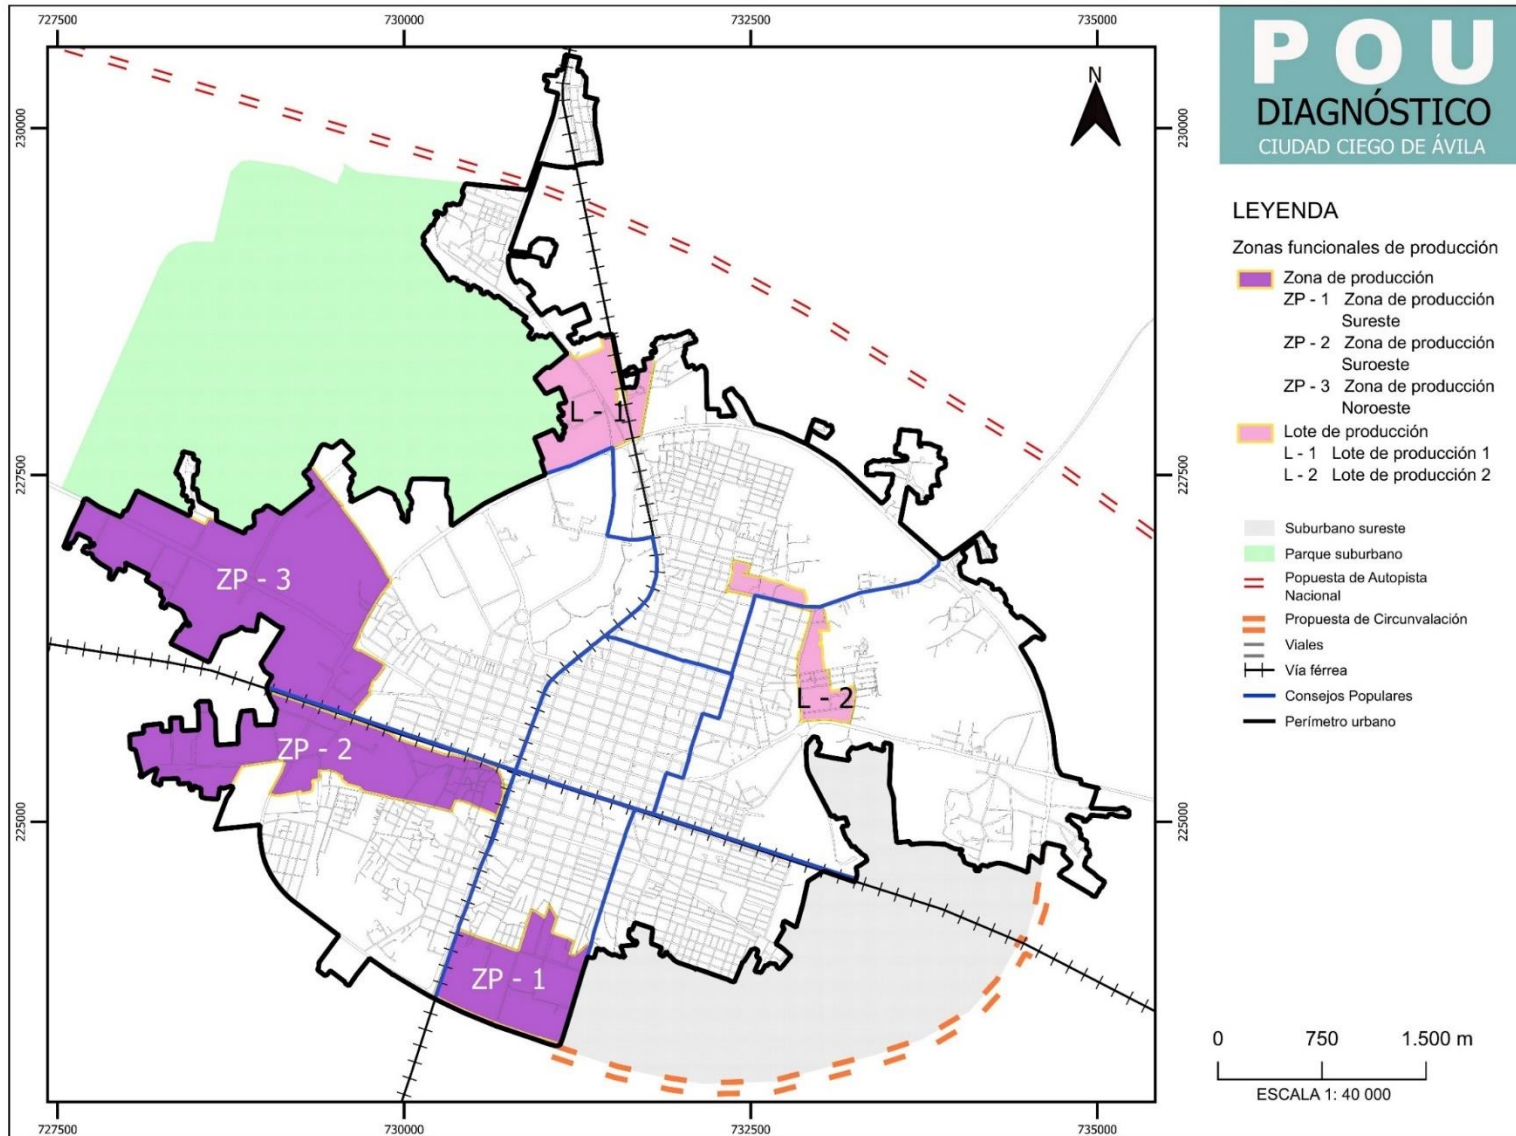 727500
730000
732500
735000
230000
230000
227500
227500
225000
225000
727500
730000
732500
735000
N
L - 1
ZP - 3
L - 2
ZP - 2
ZP - 1
POU
DIAGNÓSTICO
CIUDAD CIEGO DE ÁVILA
LEYENDA
Zonas funcionales de producción
Zona de producción
ZP - 1 Zona de producción
Sureste
ZP - 2 Zona de producción
Suroeste
ZP - 3 Zona de producción
Noroeste
Lote de producción
L - 1 Lote de producción 1
L - 2 Lote de producción 2
Suburbano sureste
Parque suburbano
Popuesta de Autopista
Nacional
Propuesta de Circunvalación
Viales
Vía férrea
Consejos Populares
Perímetro urbano
0 750 1.500 m
ESCALA 1: 40 000